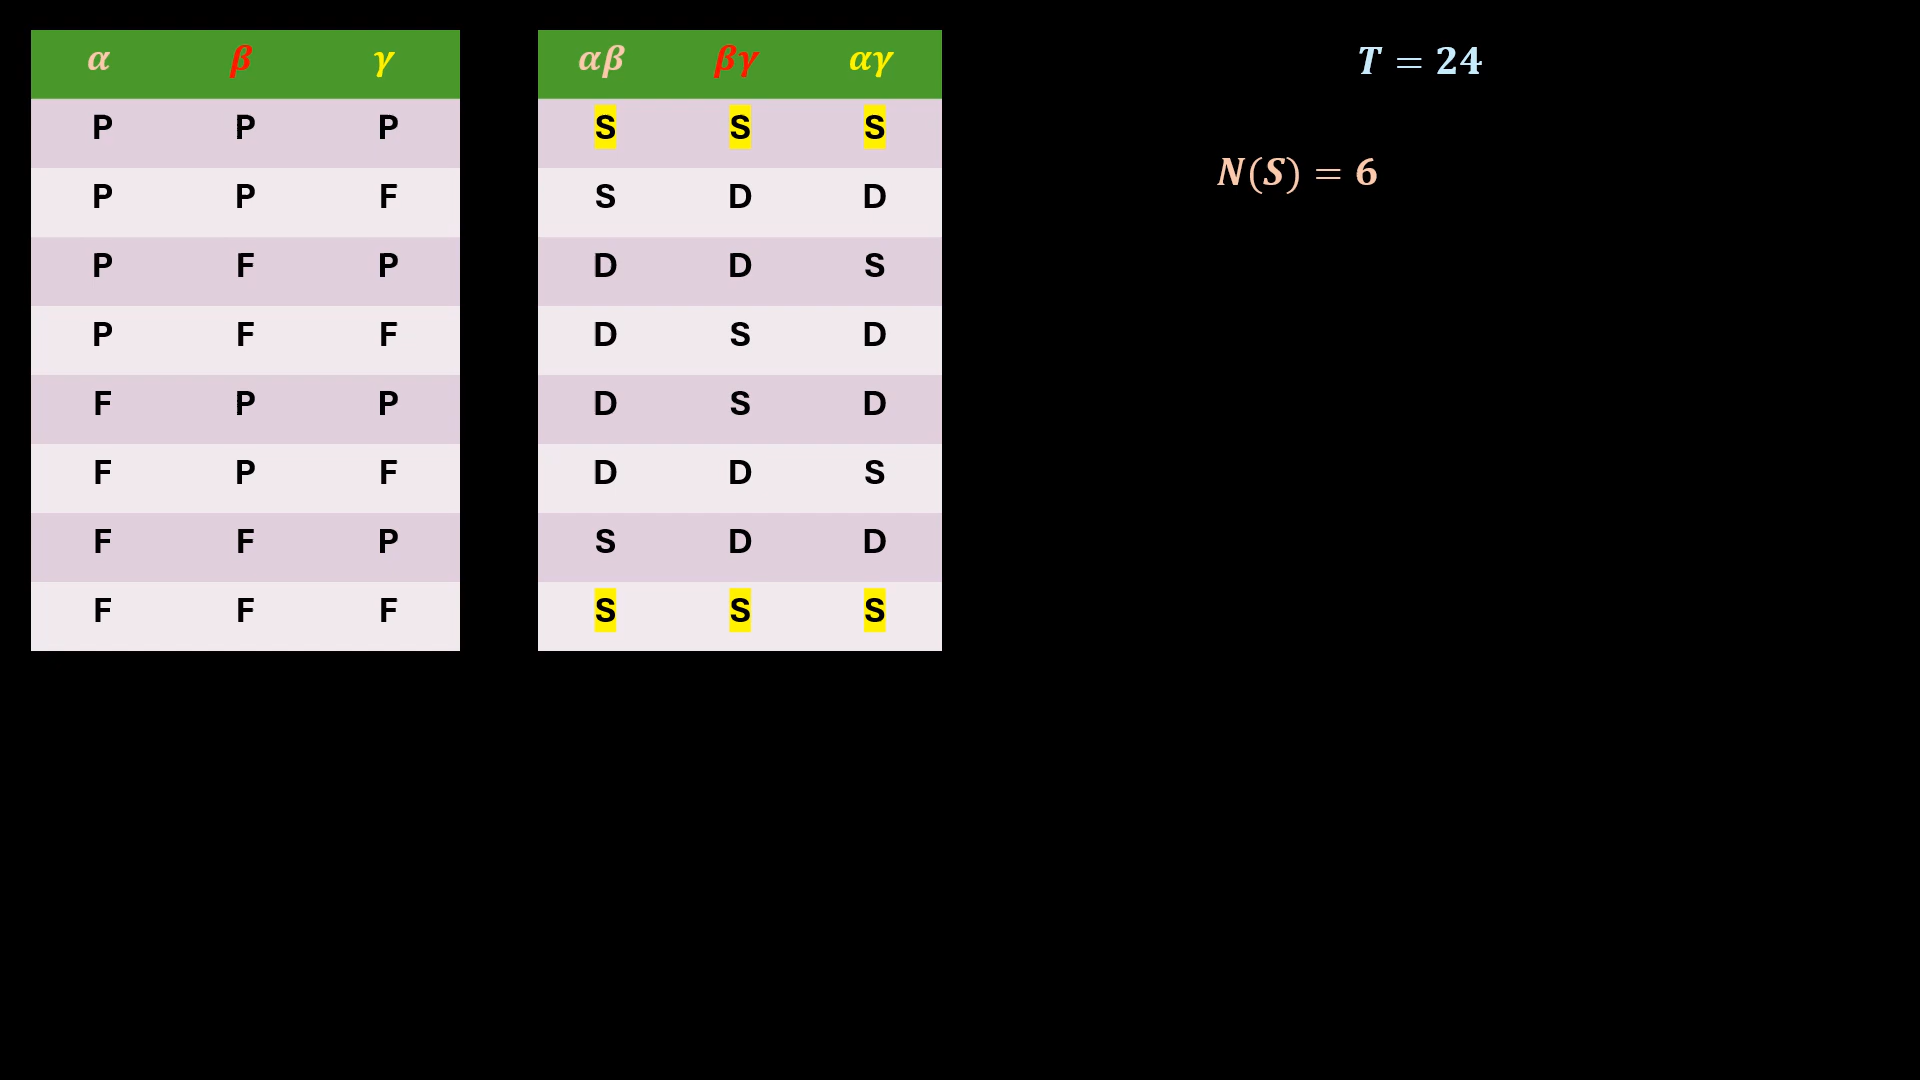 α β γ αβ βγ αγ
T = 24
P P P S S S
N(S) = 6
P P F S D D
P F P D D S
P F F D S D
F P P D S D
F P F D D S
F F P S D D
F F F S S S